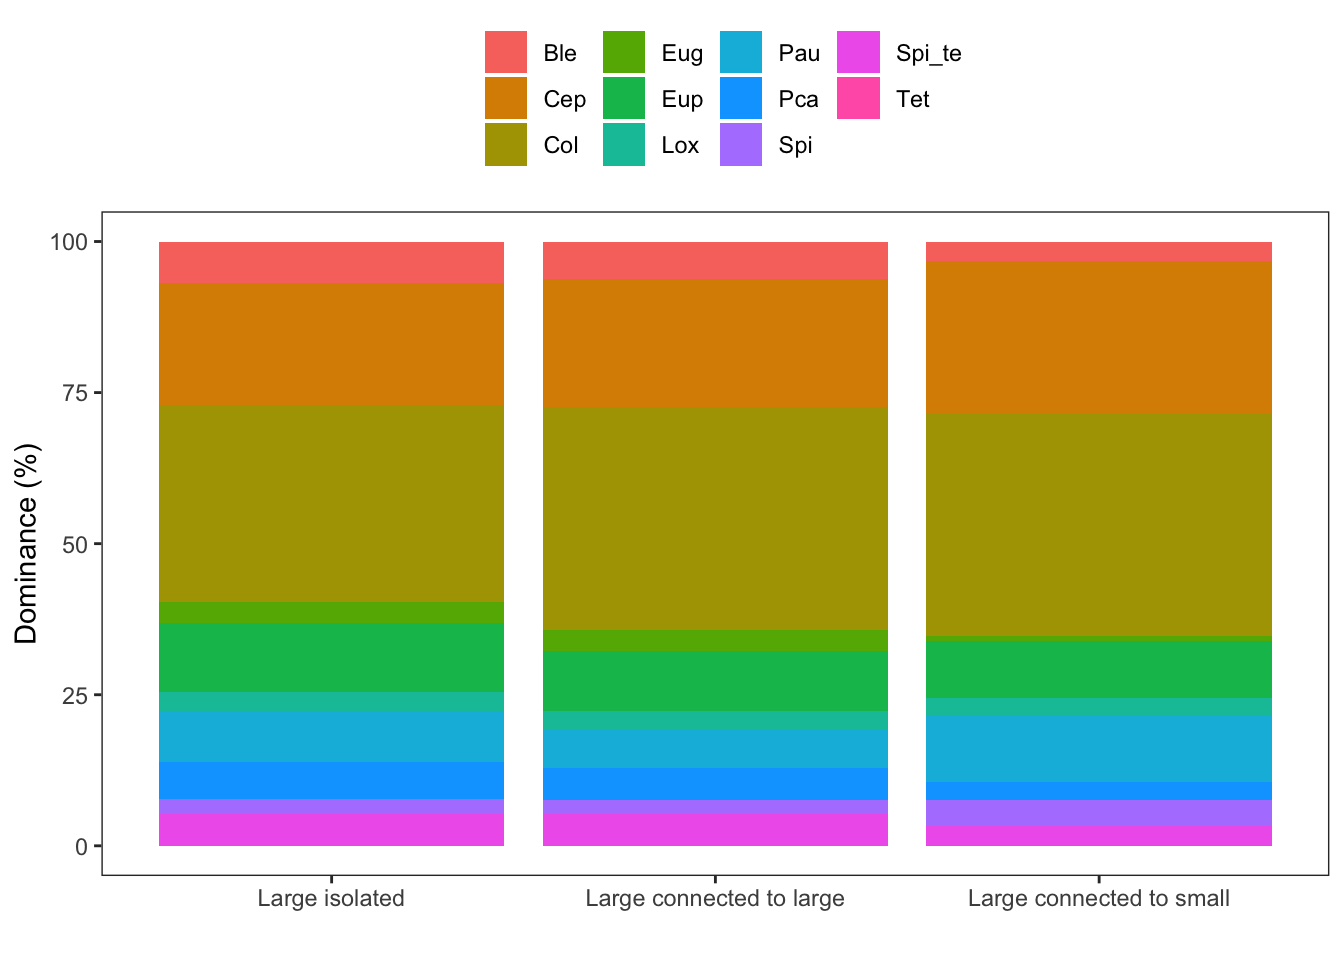 Ble Eug Pau Spi_te
Cep Eup Pca Tet
Col Lox Spi
100
75
50
25
0
Dominance (%)
Large isolated Large connected to large Large connected to small